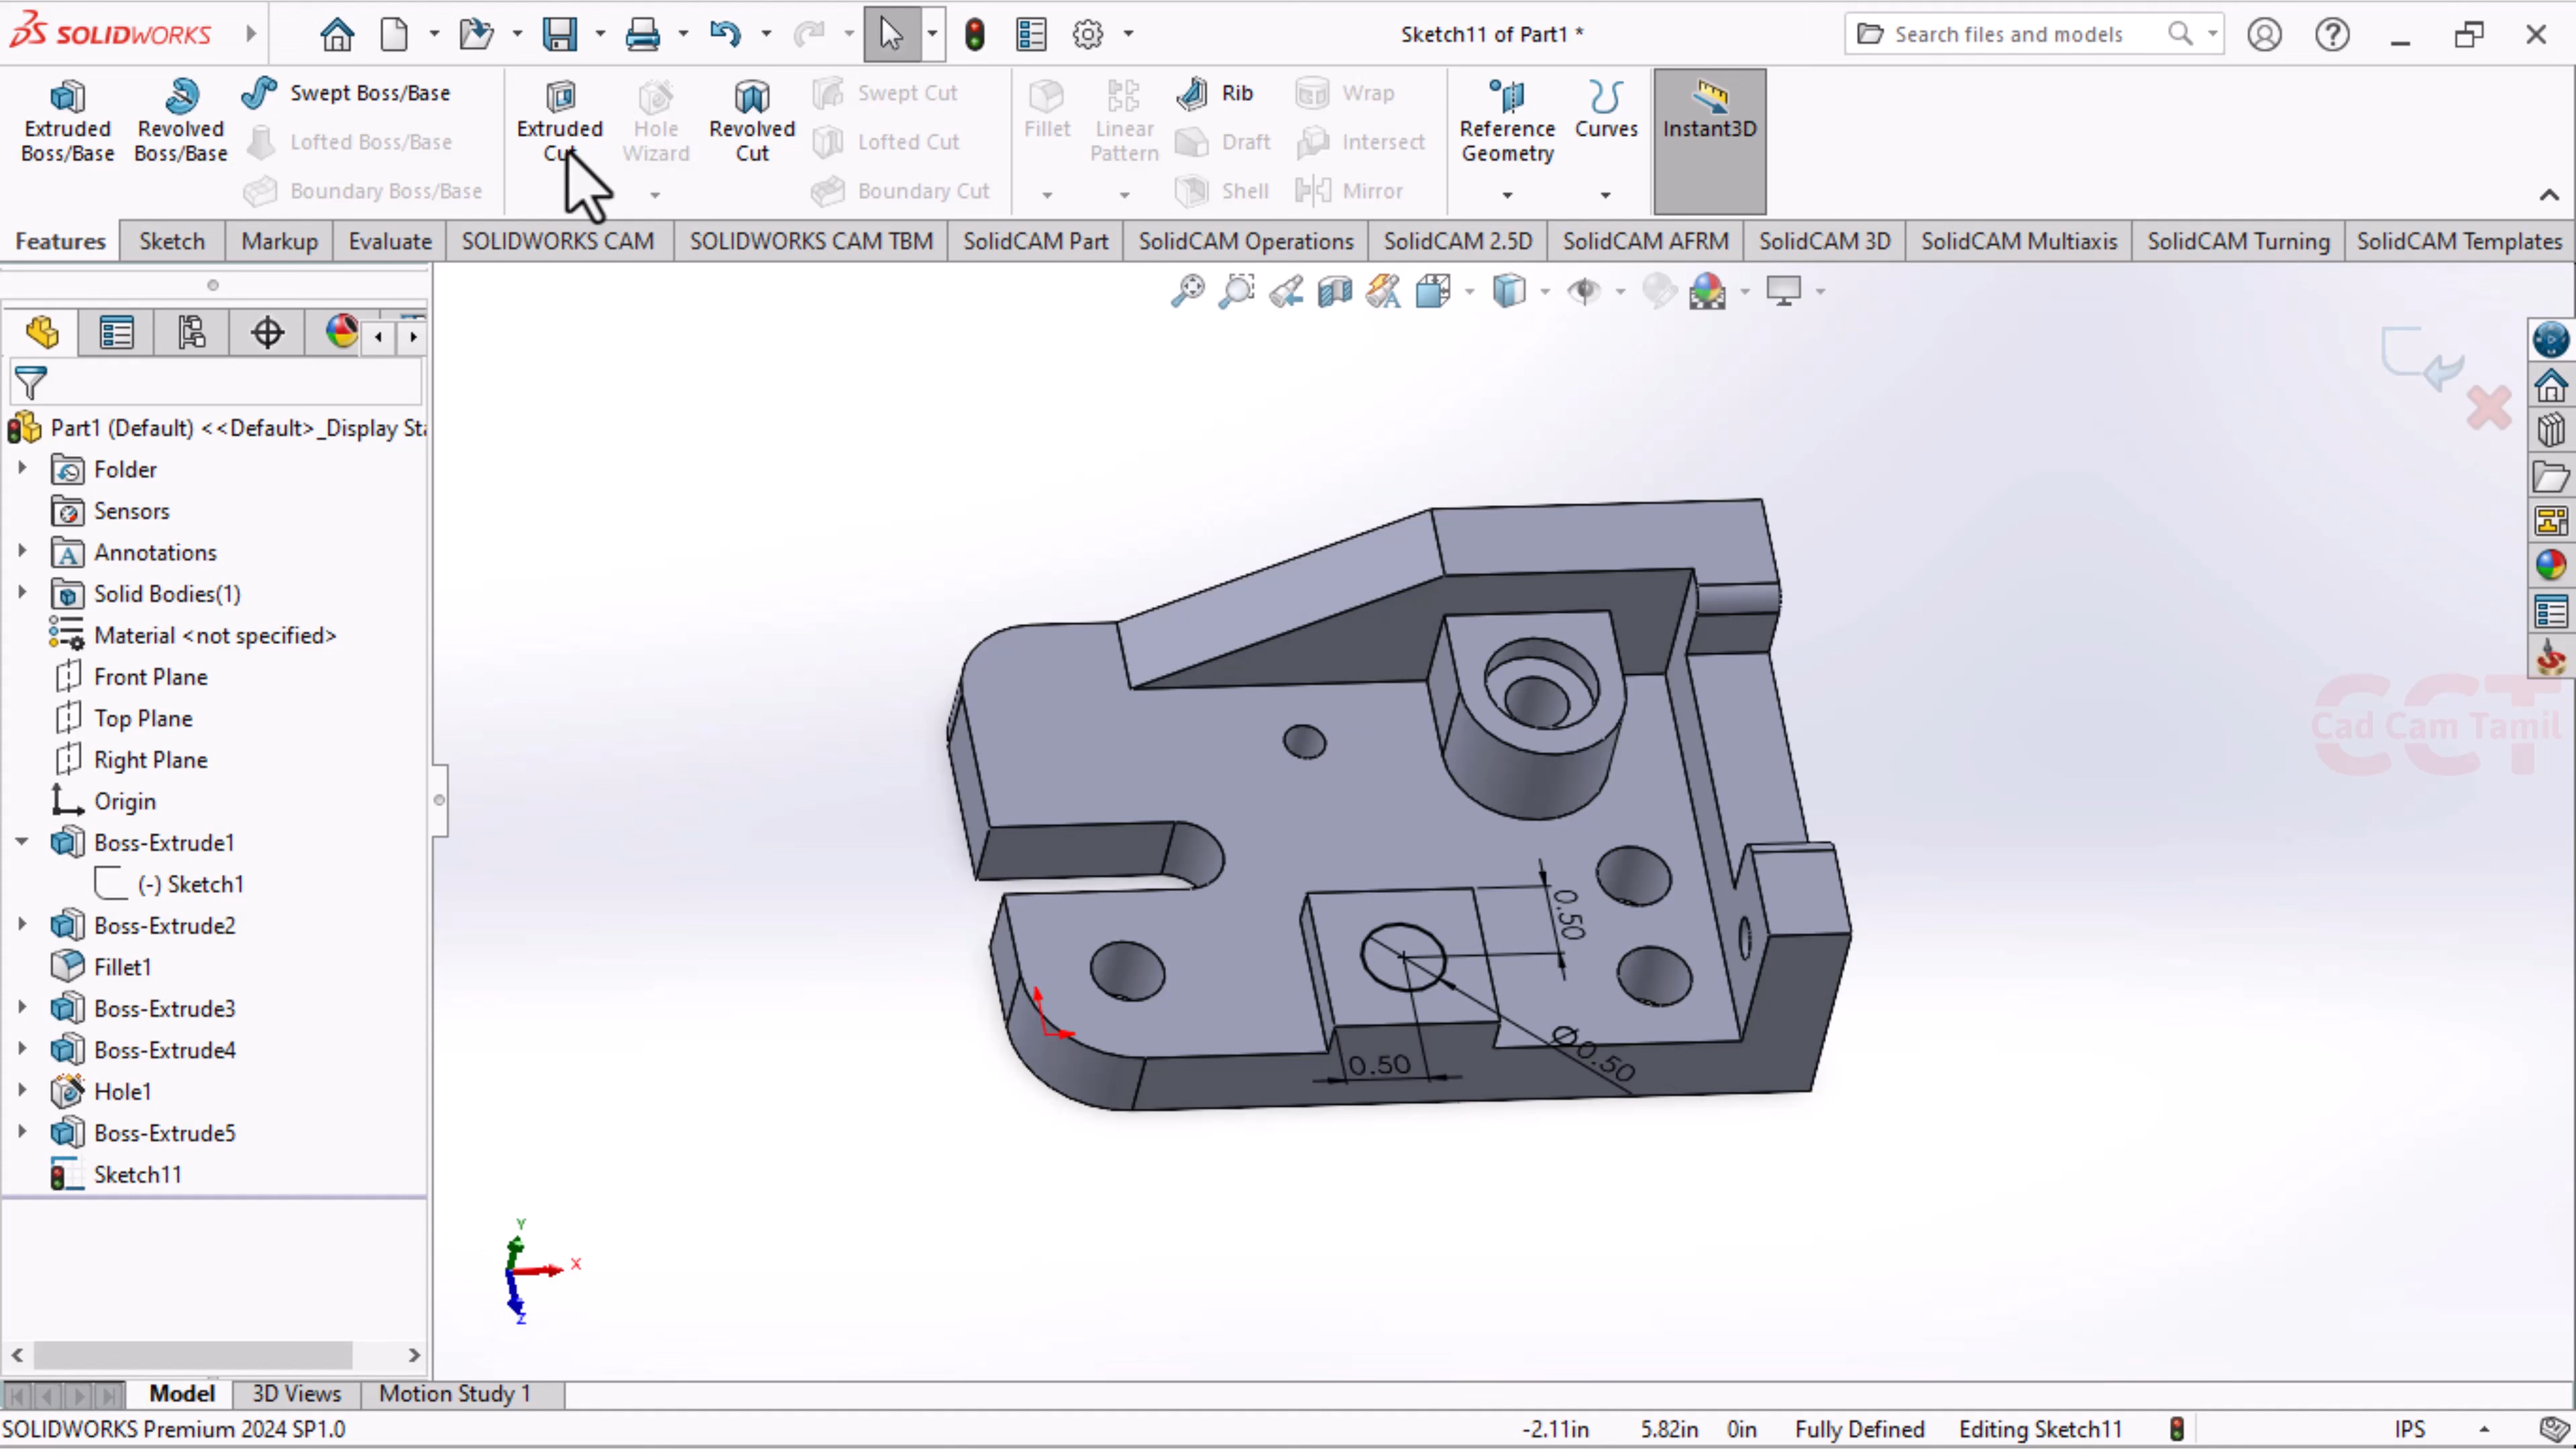 SOLIDWORKS
Sketch11 of Part1 *
Search files and models
Extruded Boss/Base
Revolved Boss/Base
Swept Boss/Base
Lofted Boss/Base
Boundary Boss/Base
Extruded Cut
Hole Wizard
Revolved Cut
Swept Cut
Lofted Cut
Boundary Cut
Fillet
Linear Pattern
Rib
Draft
Shell
Wrap
Intersect
Mirror
Reference Geometry
Curves
Instant3D
Features
Sketch
Markup
Evaluate
SOLIDWORKS CAM
SOLIDWORKS CAM TBM
SolidCAM Part
SolidCAM Operations
SolidCAM 2.5D
SolidCAM AFRM
SolidCAM 3D
SolidCAM Multiaxis
SolidCAM Turning
SolidCAM Templates
Part1 (Default) <<Default>_Display Sta
Folder
Sensors
Annotations
Solid Bodies(1)
Material <not specified>
Front Plane
Top Plane
Right Plane
Origin
Boss-Extrude1
(-) Sketch1
Boss-Extrude2
Fillet1
Boss-Extrude3
Boss-Extrude4
Hole1
Boss-Extrude5
Sketch11
0.50
0.50
Ø0.50
CCT
Cad Cam Tamil
Y
X
Z
Model
3D Views
Motion Study 1
SOLIDWORKS Premium 2024 SP1.0
-2.11in
5.82in
0in
Fully Defined
Editing Sketch11
IPS